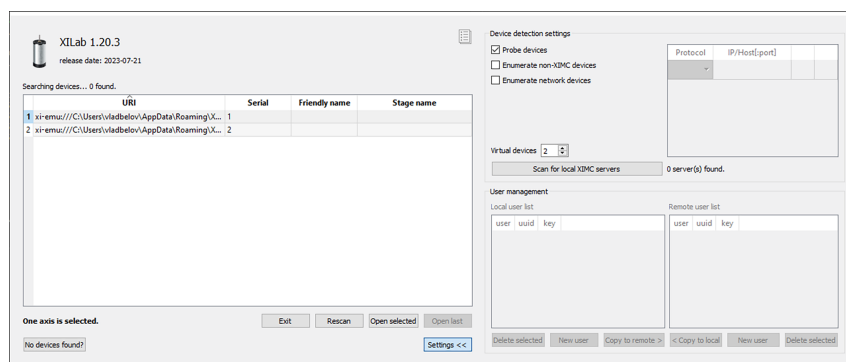 XILab 1.20.3
release date: 2023-07-21
Searching devices... 0 found.
URI Serial Friendly name Stage name
1 xi-emu:///C:\Users\vladbelov\AppData\Roaming\X... 1
2 xi-emu:///C:\Users\vladbelov\AppData\Roaming\X... 2
One axis is selected.
Exit Rescan Open selected Open last
No devices found? Settings <<
Device detection settings
Probe devices
Enumerate non-XIMC devices
Enumerate network devices
Protocol IP/Host[:port]
Virtual devices 2
Scan for local XIMC servers 0 server(s) found.
User management
Local user list Remote user list
user uuid key user uuid key
Delete selected New user Copy to remote > < Copy to local New user Delete selected